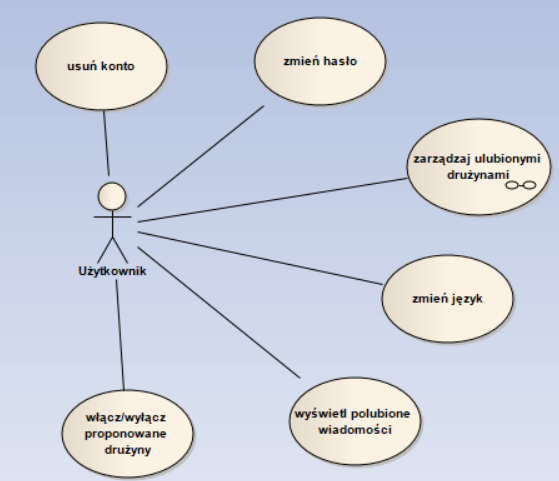 usuń konto
zmień hasło
zarządzaj ulubionymi
drużynami
Użytkownik
zmień język
włącz/wyłącz
proponowane
drużyny
wyświetl polubione
wiadomości